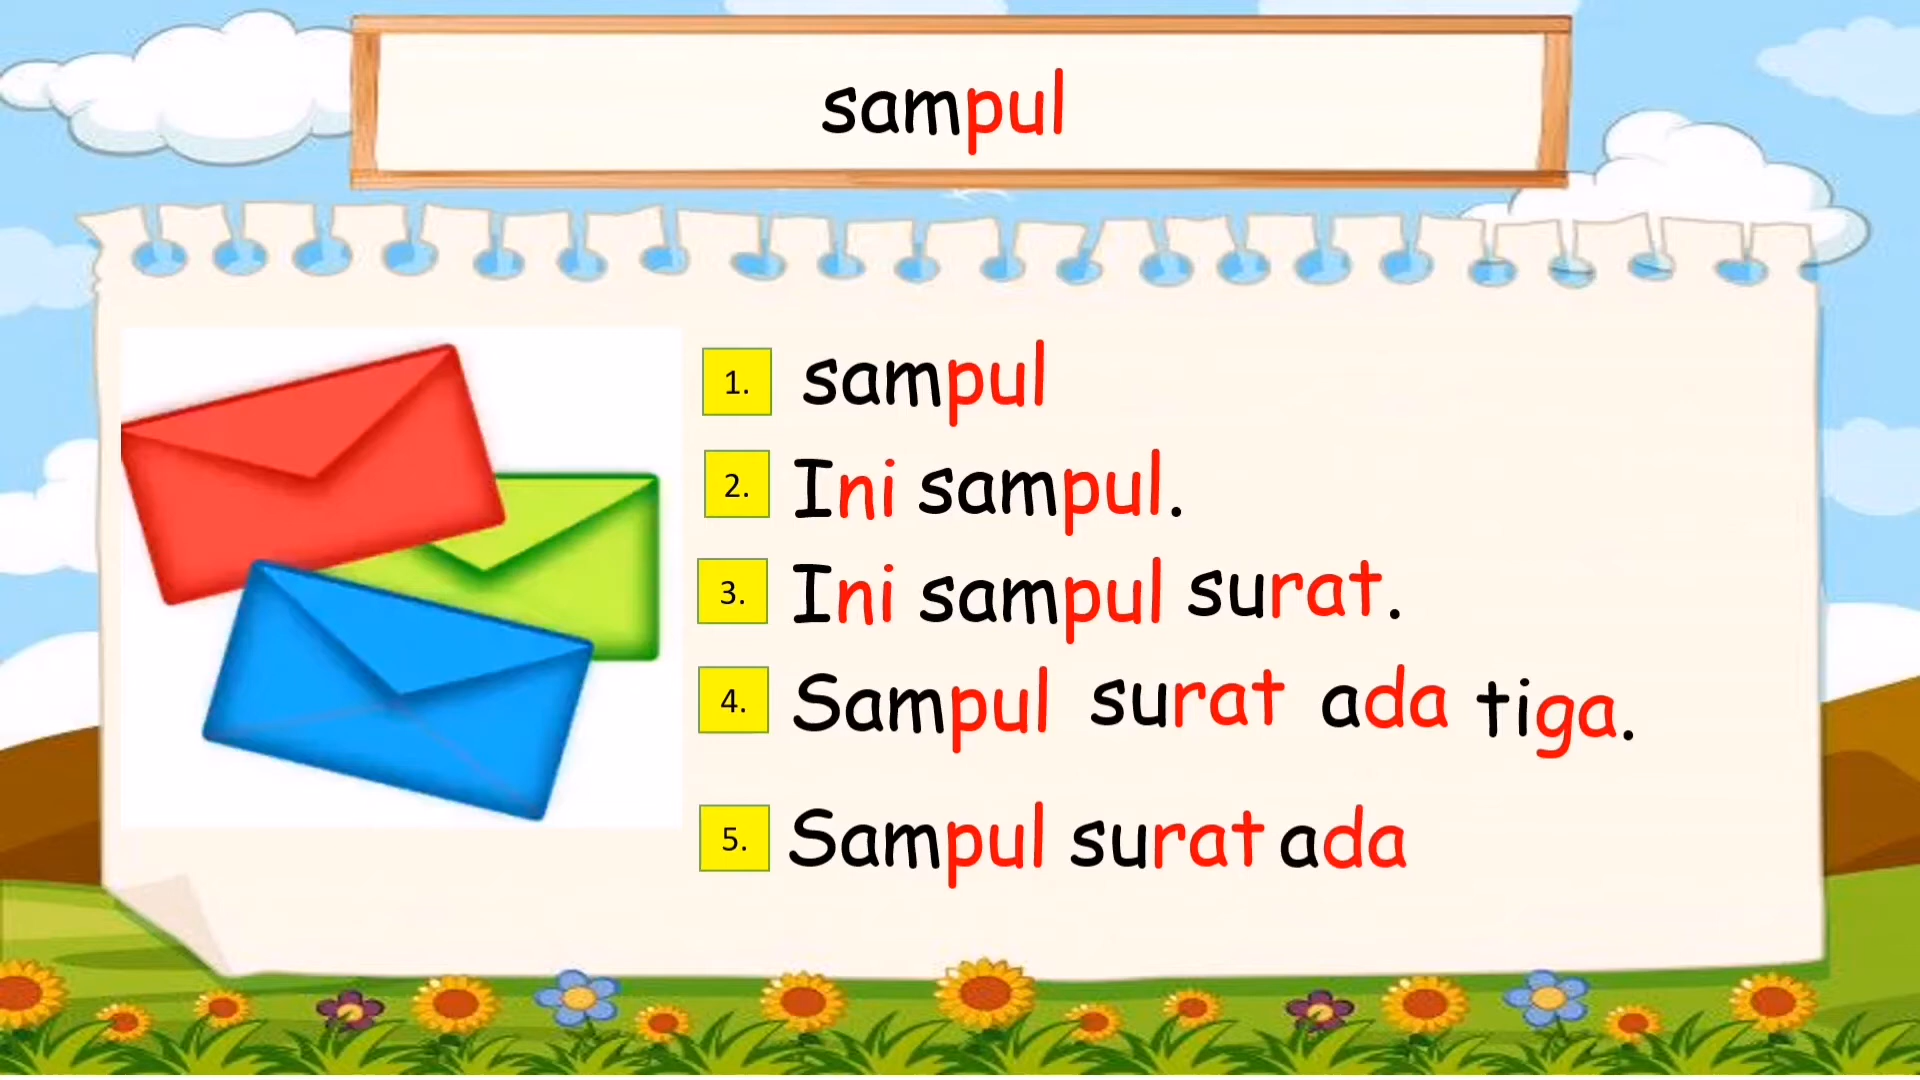 sampul
1. sampul
2. Ini sampul.
3. Ini sampul surat.
4. Sampul surat ada tiga.
5. Sampul surat ada